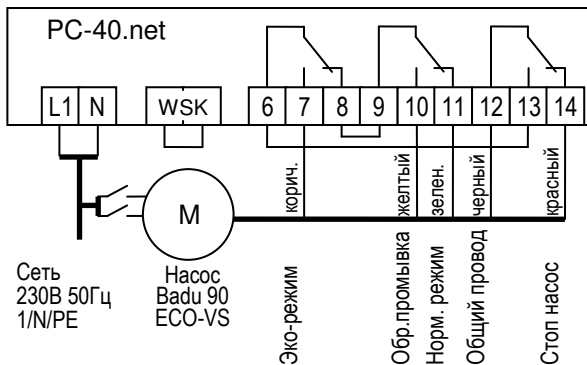 PC-40.net
L1 N WSK 6 7 8 9 10 11 12 13 14
корич.
желтый
зелен.
черный
красный
M
Сеть
230В 50Гц
1/N/PE
Насос
Badu 90
ECO-VS
Эко-режим
Обр.промывка
Норм. режим
Общий провод
Стоп насос